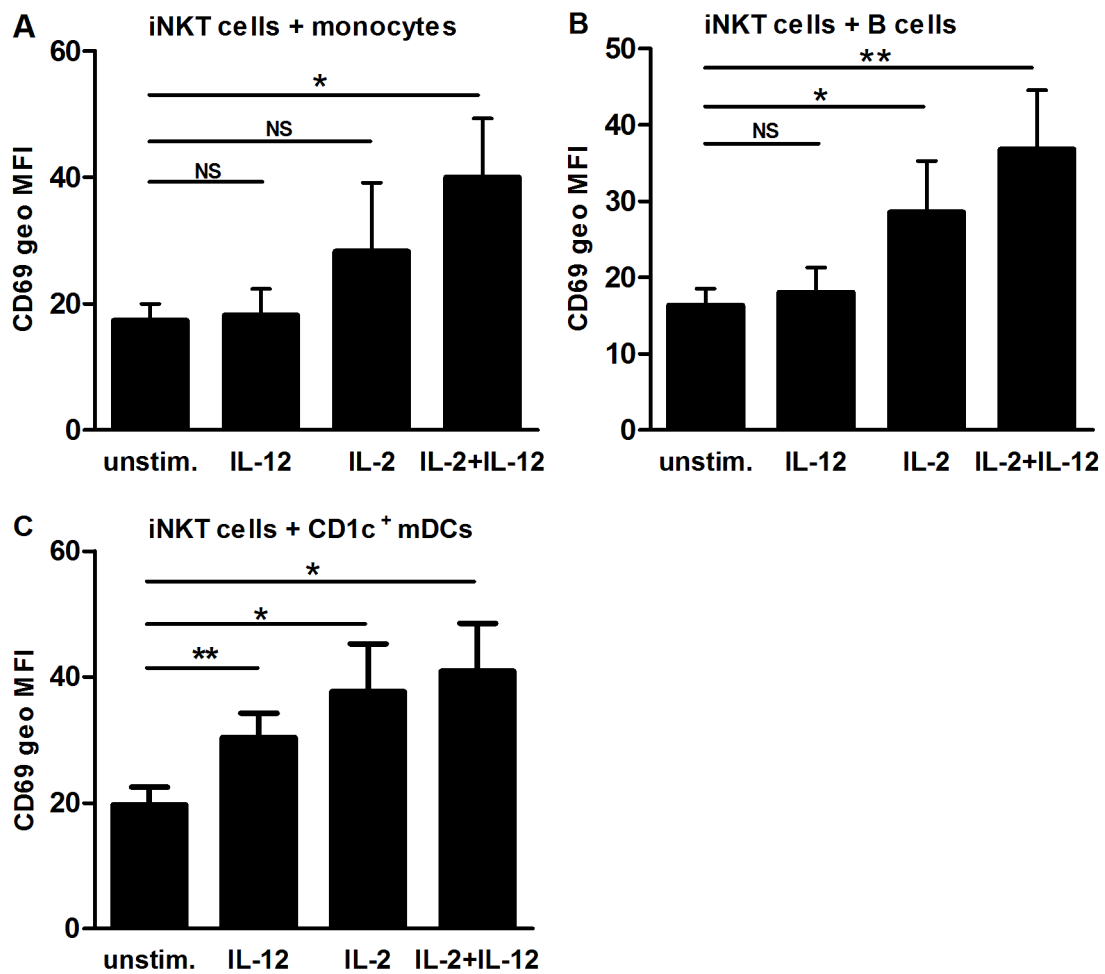 A
iNKT cells + monocytes
60
40
20
0
CD69 geo MFI
*
NS
NS
unstim. IL-12 IL-2 IL-2+IL-12
B
iNKT cells + B cells
50
40
30
20
10
0
CD69 geo MFI
**
*
NS
unstim. IL-12 IL-2 IL-2+IL-12
C
iNKT cells + CD1c + mDCs
60
40
20
0
CD69 geo MFI
*
*
**
unstim. IL-12 IL-2 IL-2+IL-12